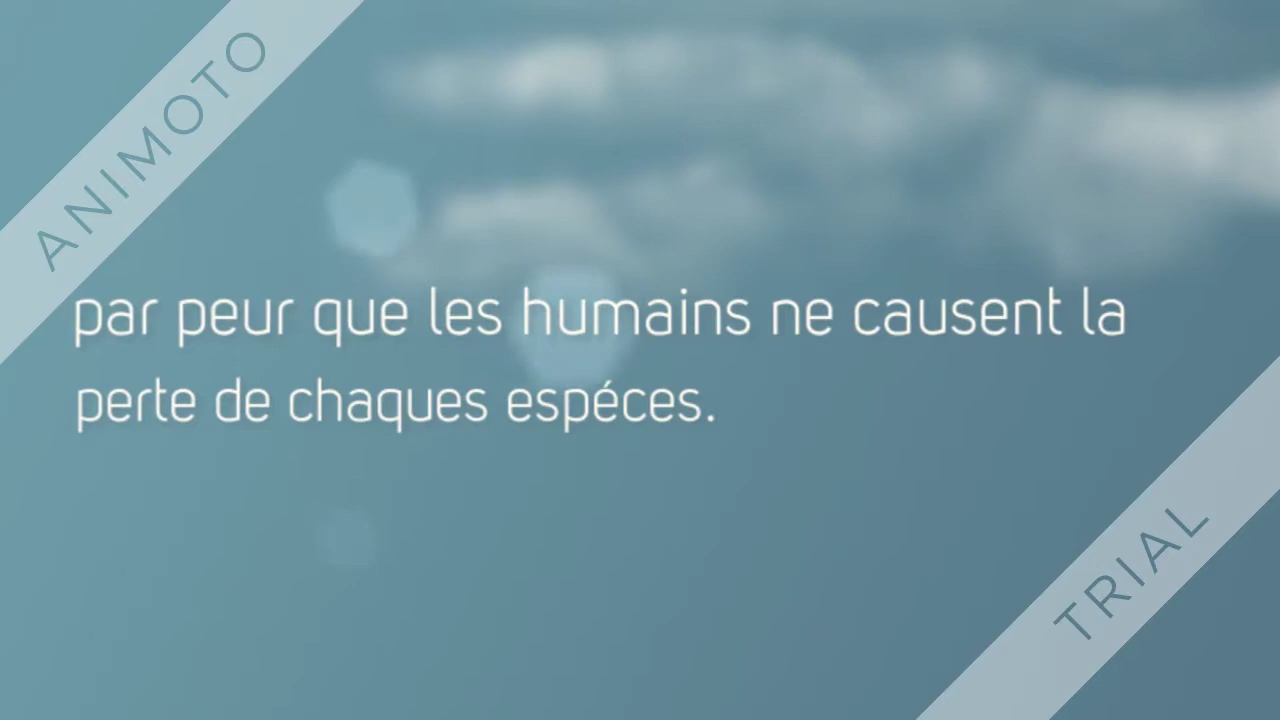 ANIMOTO
par peur que les humains ne causent la
perte de chaques espéces.
TRIAL